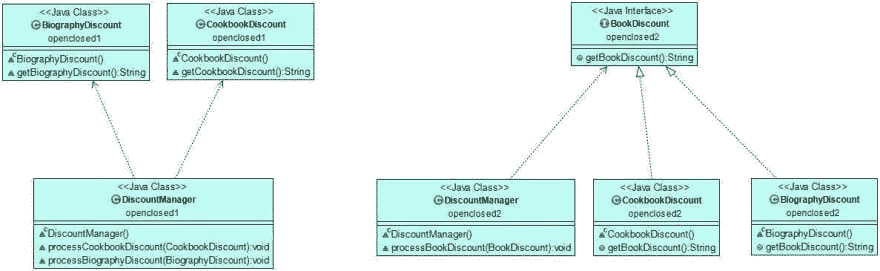 <<Java Class>>
BiographyDiscount
openclosed1
BiographyDiscount()
getBiographyDiscount():String
<<Java Class>>
CookbookDiscount
openclosed1
CookbookDiscount()
getCookbookDiscount():String
<<Java Class>>
DiscountManager
openclosed1
DiscountManager()
processCookbookDiscount(CookbookDiscount):void
processBiographyDiscount(BiographyDiscount):void
<<Java Interface>>
BookDiscount
openclosed2
getBookDiscount():String
<<Java Class>>
DiscountManager
openclosed2
DiscountManager()
processBookDiscount(BookDiscount):void
<<Java Class>>
CookbookDiscount
openclosed2
CookbookDiscount()
getBookDiscount():String
<<Java Class>>
BiographyDiscount
openclosed2
BiographyDiscount()
getBookDiscount():String